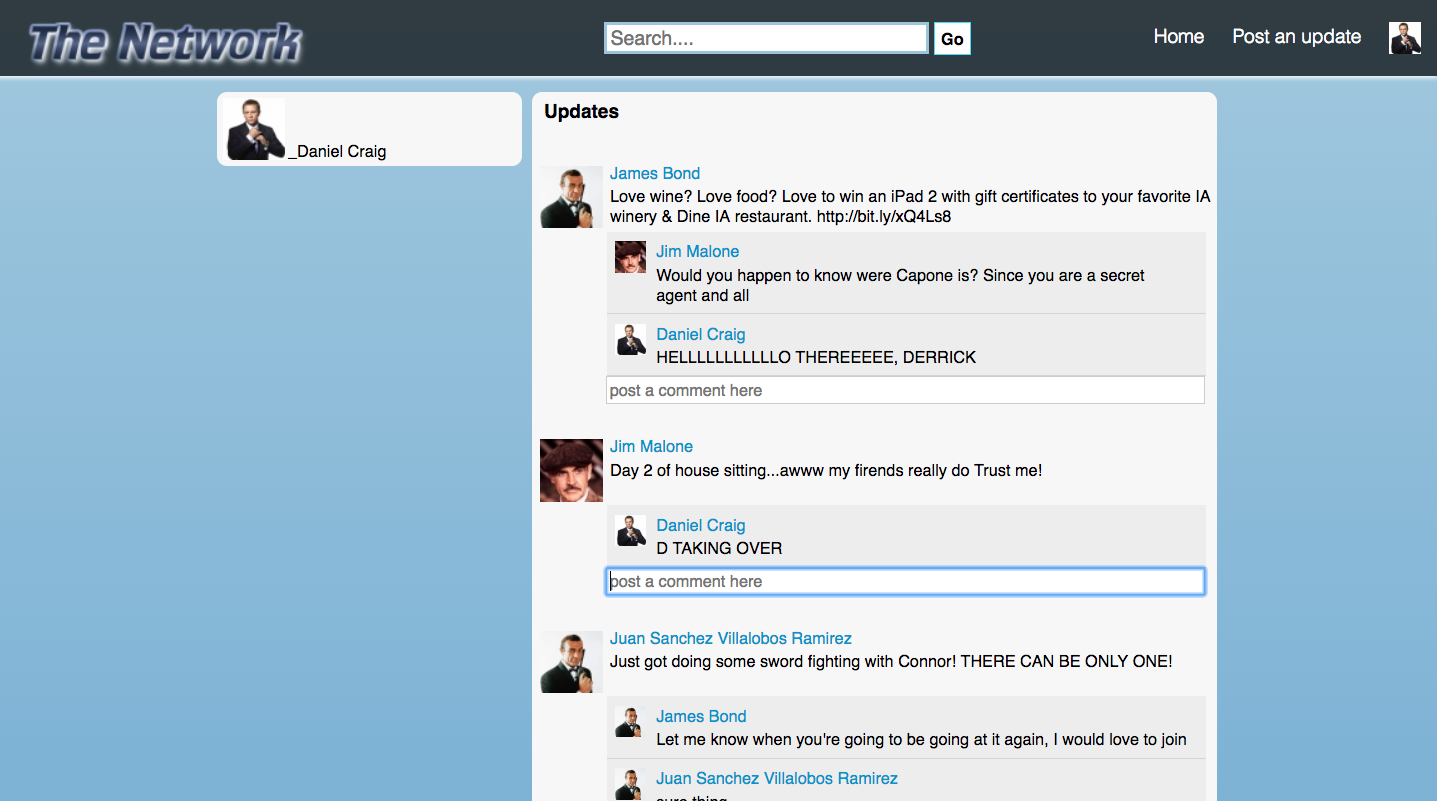 The Network
Search....
Go
Home
Post an update
_Daniel Craig
Updates
James Bond
Love wine? Love food? Love to win an iPad 2 with gift certificates to your favorite IA
winery & Dine IA restaurant. http://bit.ly/xQ4Ls8
Jim Malone
Would you happen to know were Capone is? Since you are a secret
agent and all
Daniel Craig
HELLLLLLLLLLLO THEREEEEE, DERRICK
post a comment here
Jim Malone
Day 2 of house sitting...awww my firends really do Trust me!
Daniel Craig
D TAKING OVER
post a comment here
Juan Sanchez Villalobos Ramirez
Just got doing some sword fighting with Connor! THERE CAN BE ONLY ONE!
James Bond
Let me know when you're going to be going at it again, I would love to join
Juan Sanchez Villalobos Ramirez
sure thing